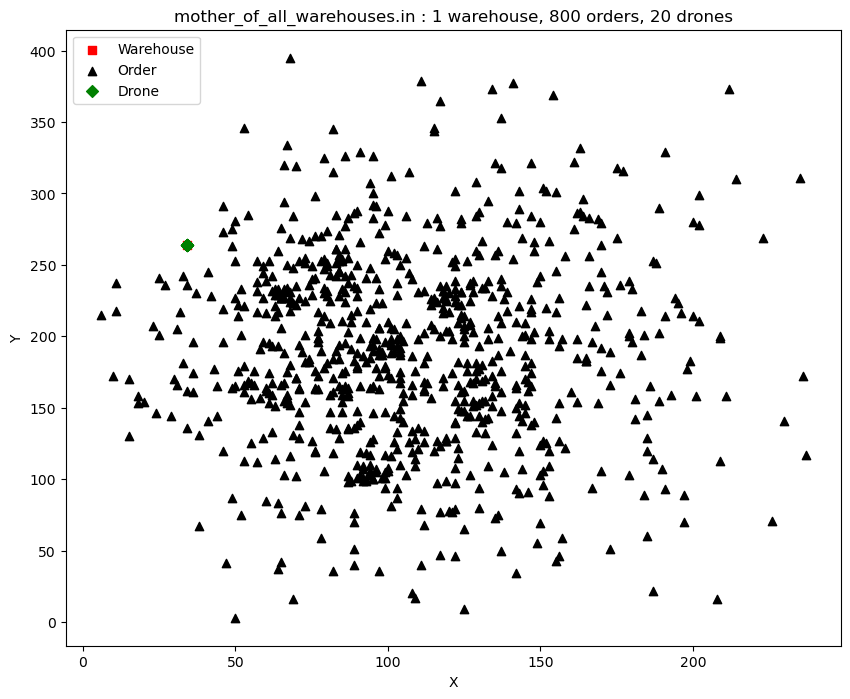 mother_of_all_warehouses.in : 1 warehouse, 800 orders, 20 drones
Warehouse
Order
Drone
400
350
300
250
200
150
100
50
0
Y
0 50 100 150 200
X